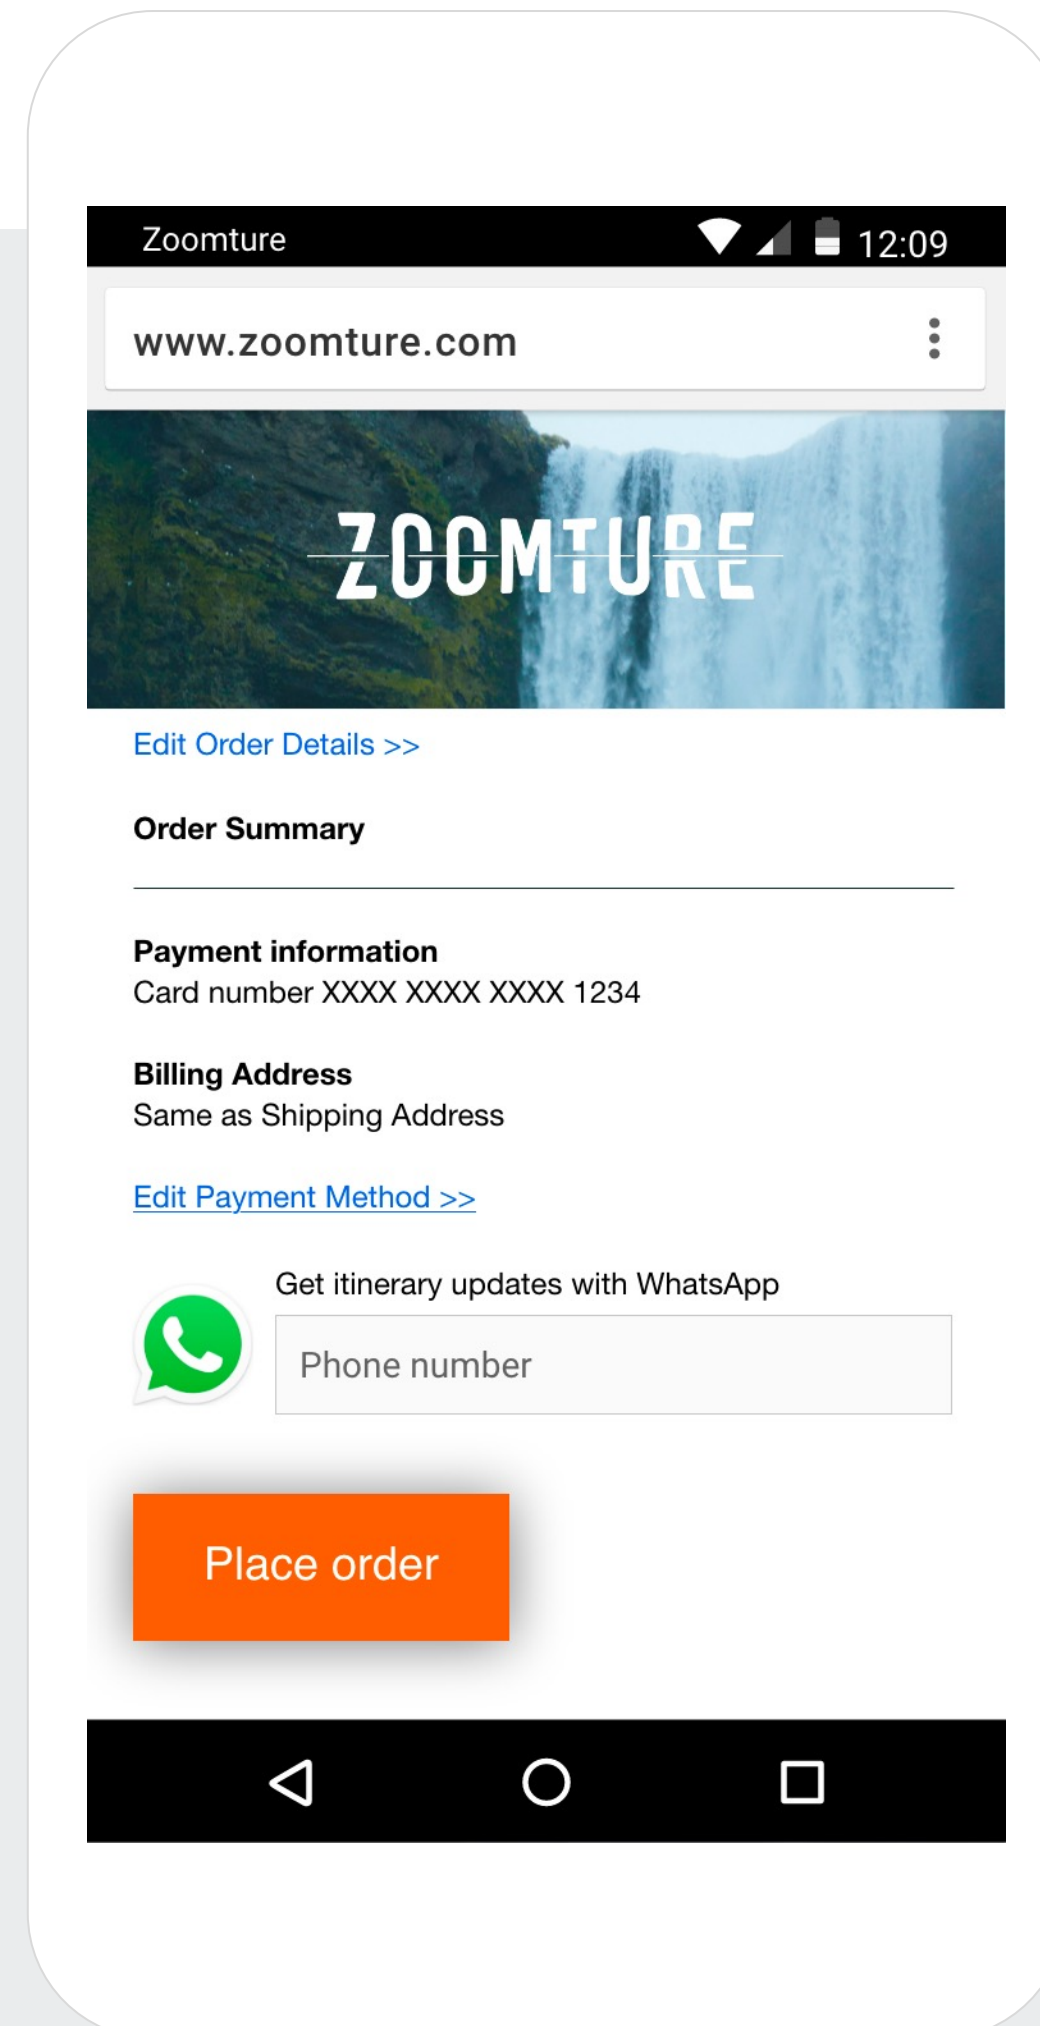 Zoomture
12:09
www.zoomture.com
ZOOMTURE
Edit Order Details >>
Order Summary
Payment information
Card number XXXX XXXX XXXX 1234
Billing Address
Same as Shipping Address
Edit Payment Method >>
Get itinerary updates with WhatsApp
Phone number
Place order